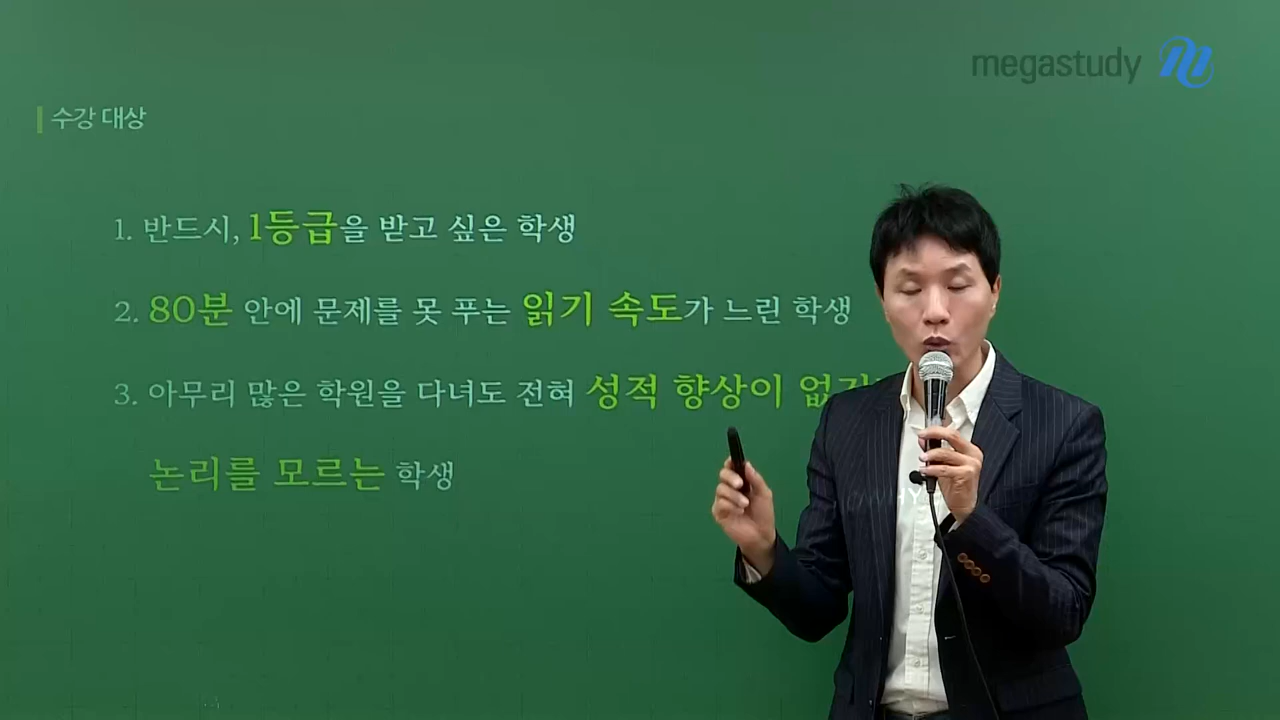 megastudy
수강 대상
1. 반드시, 1등급을 받고 싶은 학생
2. 80분 안에 문제를 못 푸는 읽기 속도가 느린 학생
3. 아무리 많은 학원을 다녀도 전혀 성적 향상이
논리를 모르는 학생